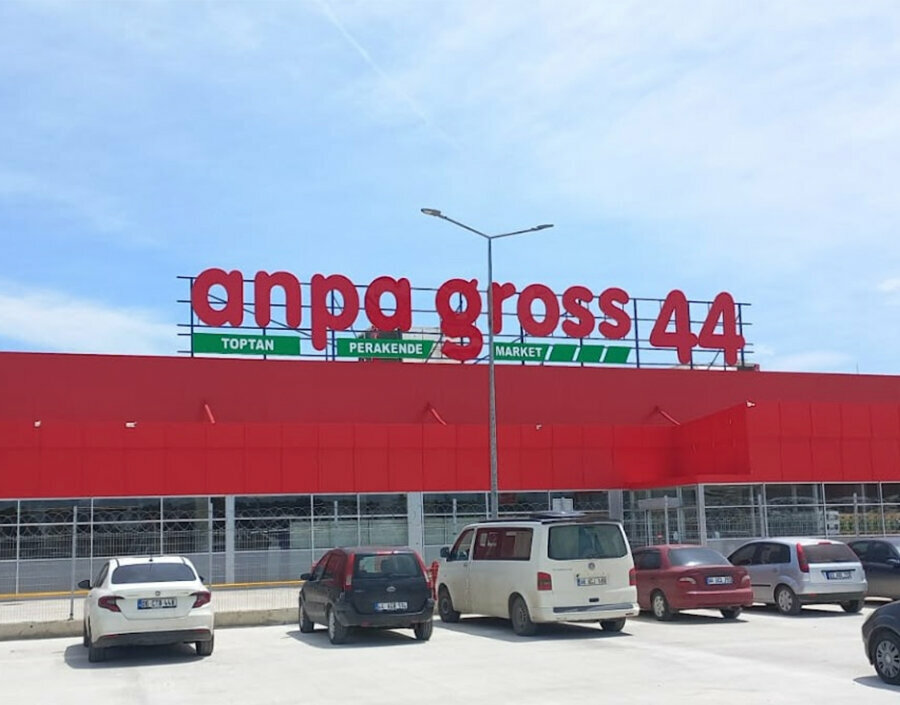 anpa gross 44
TOPTAN PERAKENDE MARKET